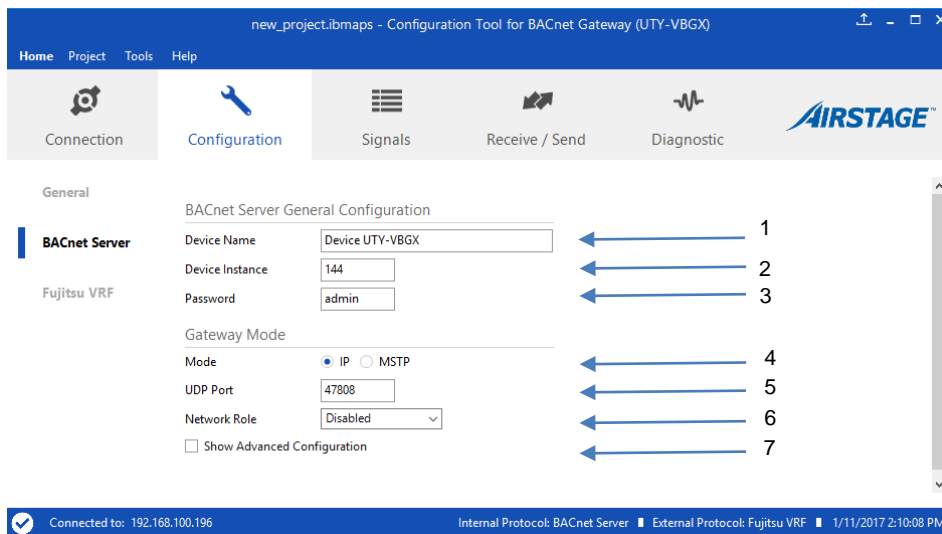 new_project.ibmaps - Configuration Tool for BACnet Gateway (UTY-VBGX)
Home Project Tools Help
Connection Configuration Signals Receive / Send Diagnostic AIRSTAGE™
General
BACnet Server General Configuration
BACnet Server Device Name Device UTY-VBGX 1
Device Instance 144 2
Fujitsu VRF Password admin 3
Gateway Mode
Mode IP MSTP 4
UDP Port 47808 5
Network Role Disabled 6
Show Advanced Configuration 7
Connected to: 192.168.100.196 Internal Protocol: BACnet Server External Protocol: Fujitsu VRF 1/11/2017 2:10:08 PM